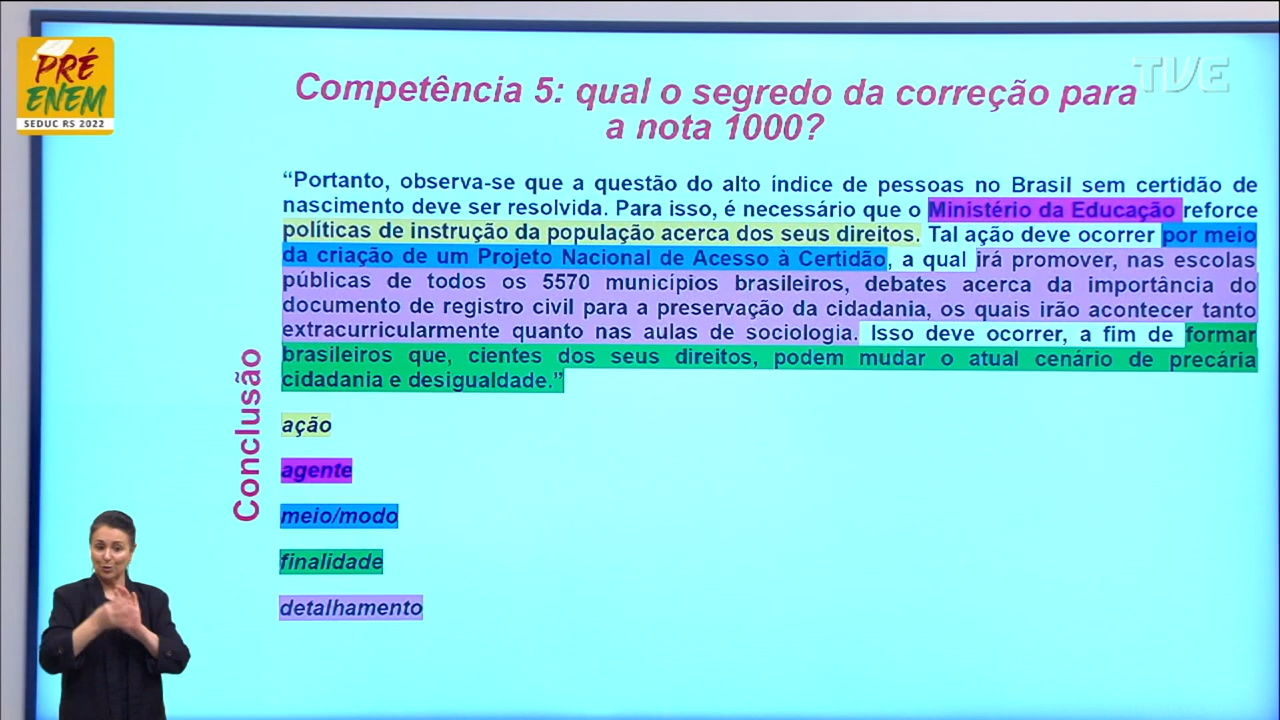 PRÉ
ENEM
SEDUC RS 2022
TVE
Competência 5: qual o segredo da correção para
a nota 1000?
“Portanto, observa-se que a questão do alto índice de pessoas no Brasil sem certidão de
nascimento deve ser resolvida. Para isso, é necessário que o Ministério da Educação reforce
políticas de instrução da população acerca dos seus direitos. Tal ação deve ocorrer por meio
da criação de um Projeto Nacional de Acesso à Certidão, a qual irá promover, nas escolas
públicas de todos os 5570 municípios brasileiros, debates acerca da importância do
documento de registro civil para a preservação da cidadania, os quais irão acontecer tanto
extracurricularmente quanto nas aulas de sociologia. Isso deve ocorrer, a fim de formar
brasileiros que, cientes dos seus direitos, podem mudar o atual cenário de precária
cidadania e desigualdade.”
Conclusão
ação
agente
meio/modo
finalidade
detalhamento